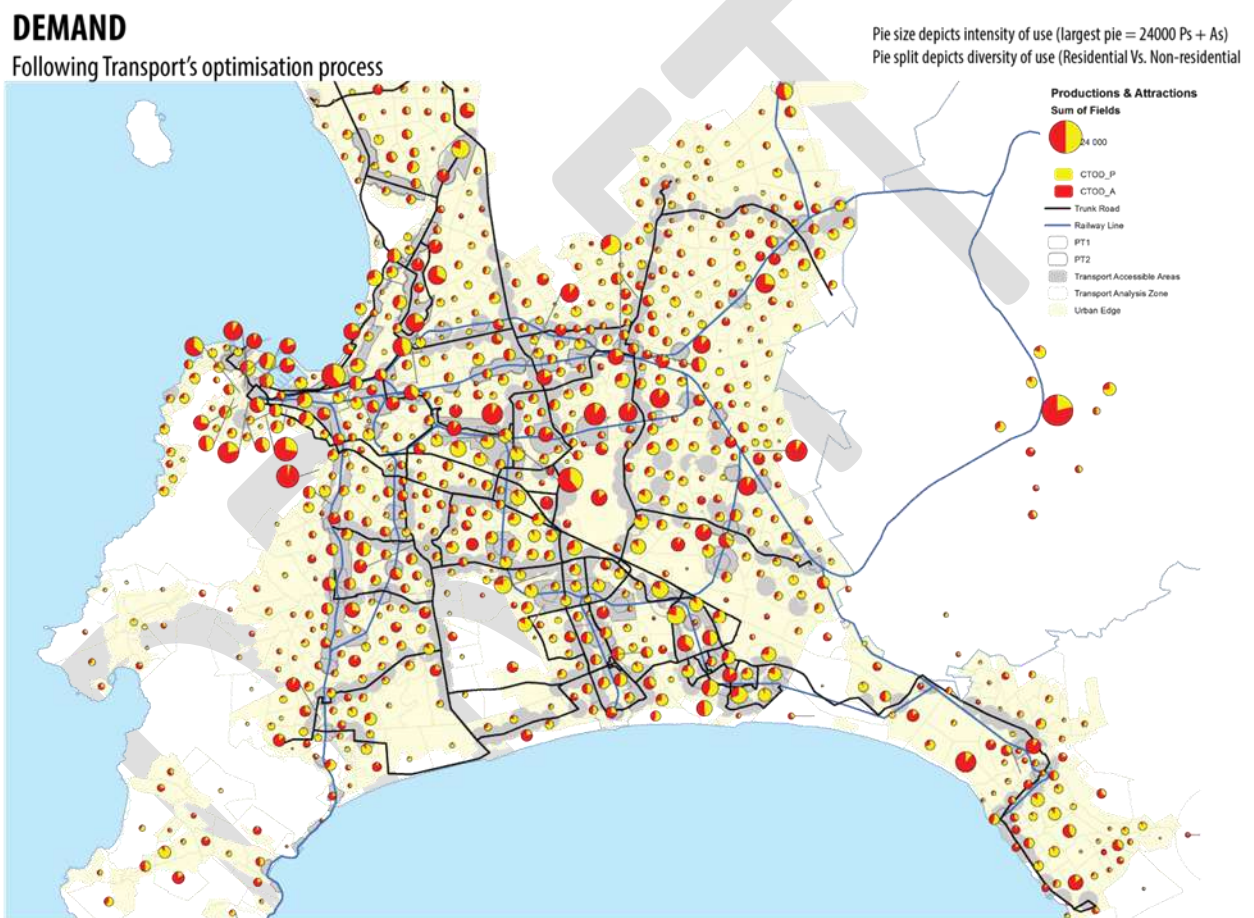 DEMAND
Following Transport's optimisation process
Pie size depicts intensity of use (largest pie = 24000 Ps + As)
Pie split depicts diversity of use (Residential Vs. Non-residential
Productions & Attractions
Sum of Fields
24 000
CTOD_P
CTOD_A
Trunk Road
Railway Line
PT1
PT2
Transport Accessible Areas
Transport Analysis Zone
Urban Edge